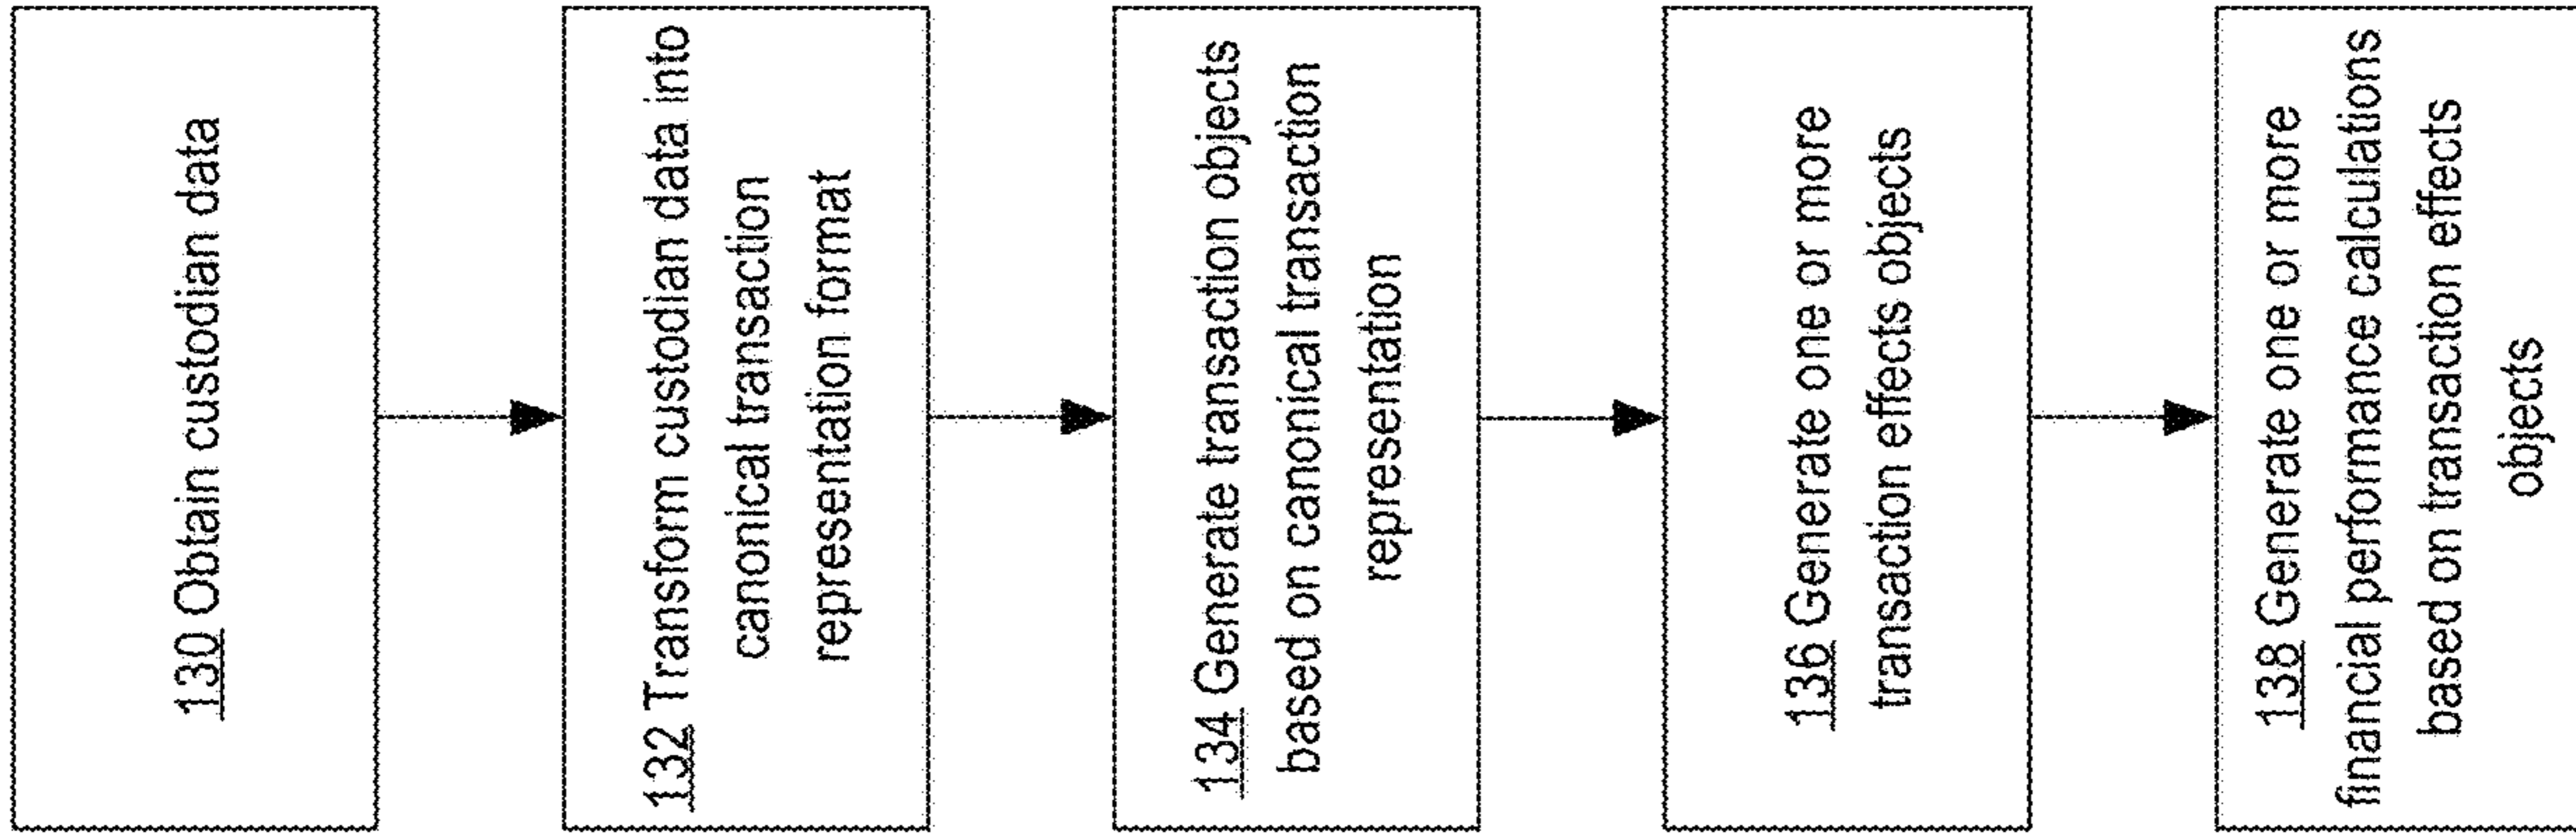 130 Obtain custodian data
132 Transform custodian data into
canonical transaction
representation format
134 Generate transaction objects
based on canonical transaction
representation
136 Generate one or more
transaction effects objects
138 Generate one or more
financial performance calculations
based on transaction effects
objects